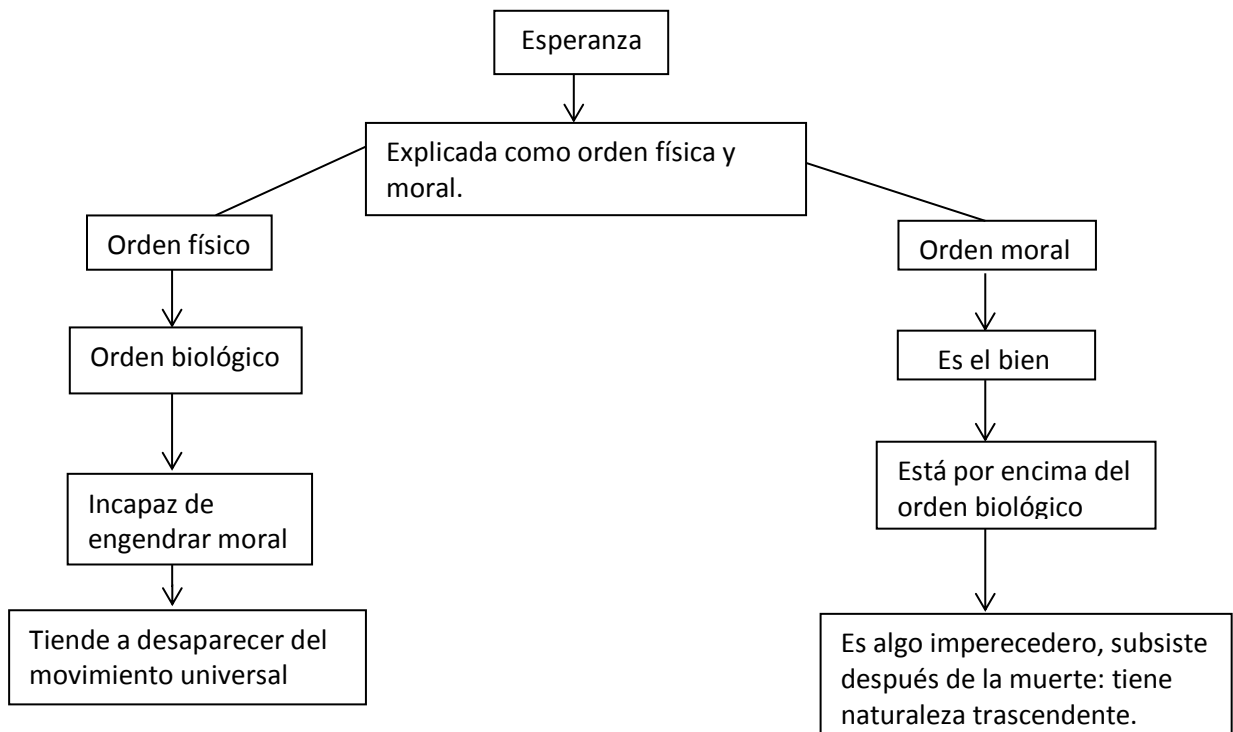 Esperanza
Explicada como orden física y
moral.
Orden físico
Orden moral
Orden biológico
Es el bien
Incapaz de
engendrar moral
Está por encima del
orden biológico
Tiende a desaparecer del
movimiento universal
Es algo imperecedero, subsiste
después de la muerte: tiene
naturaleza trascendente.